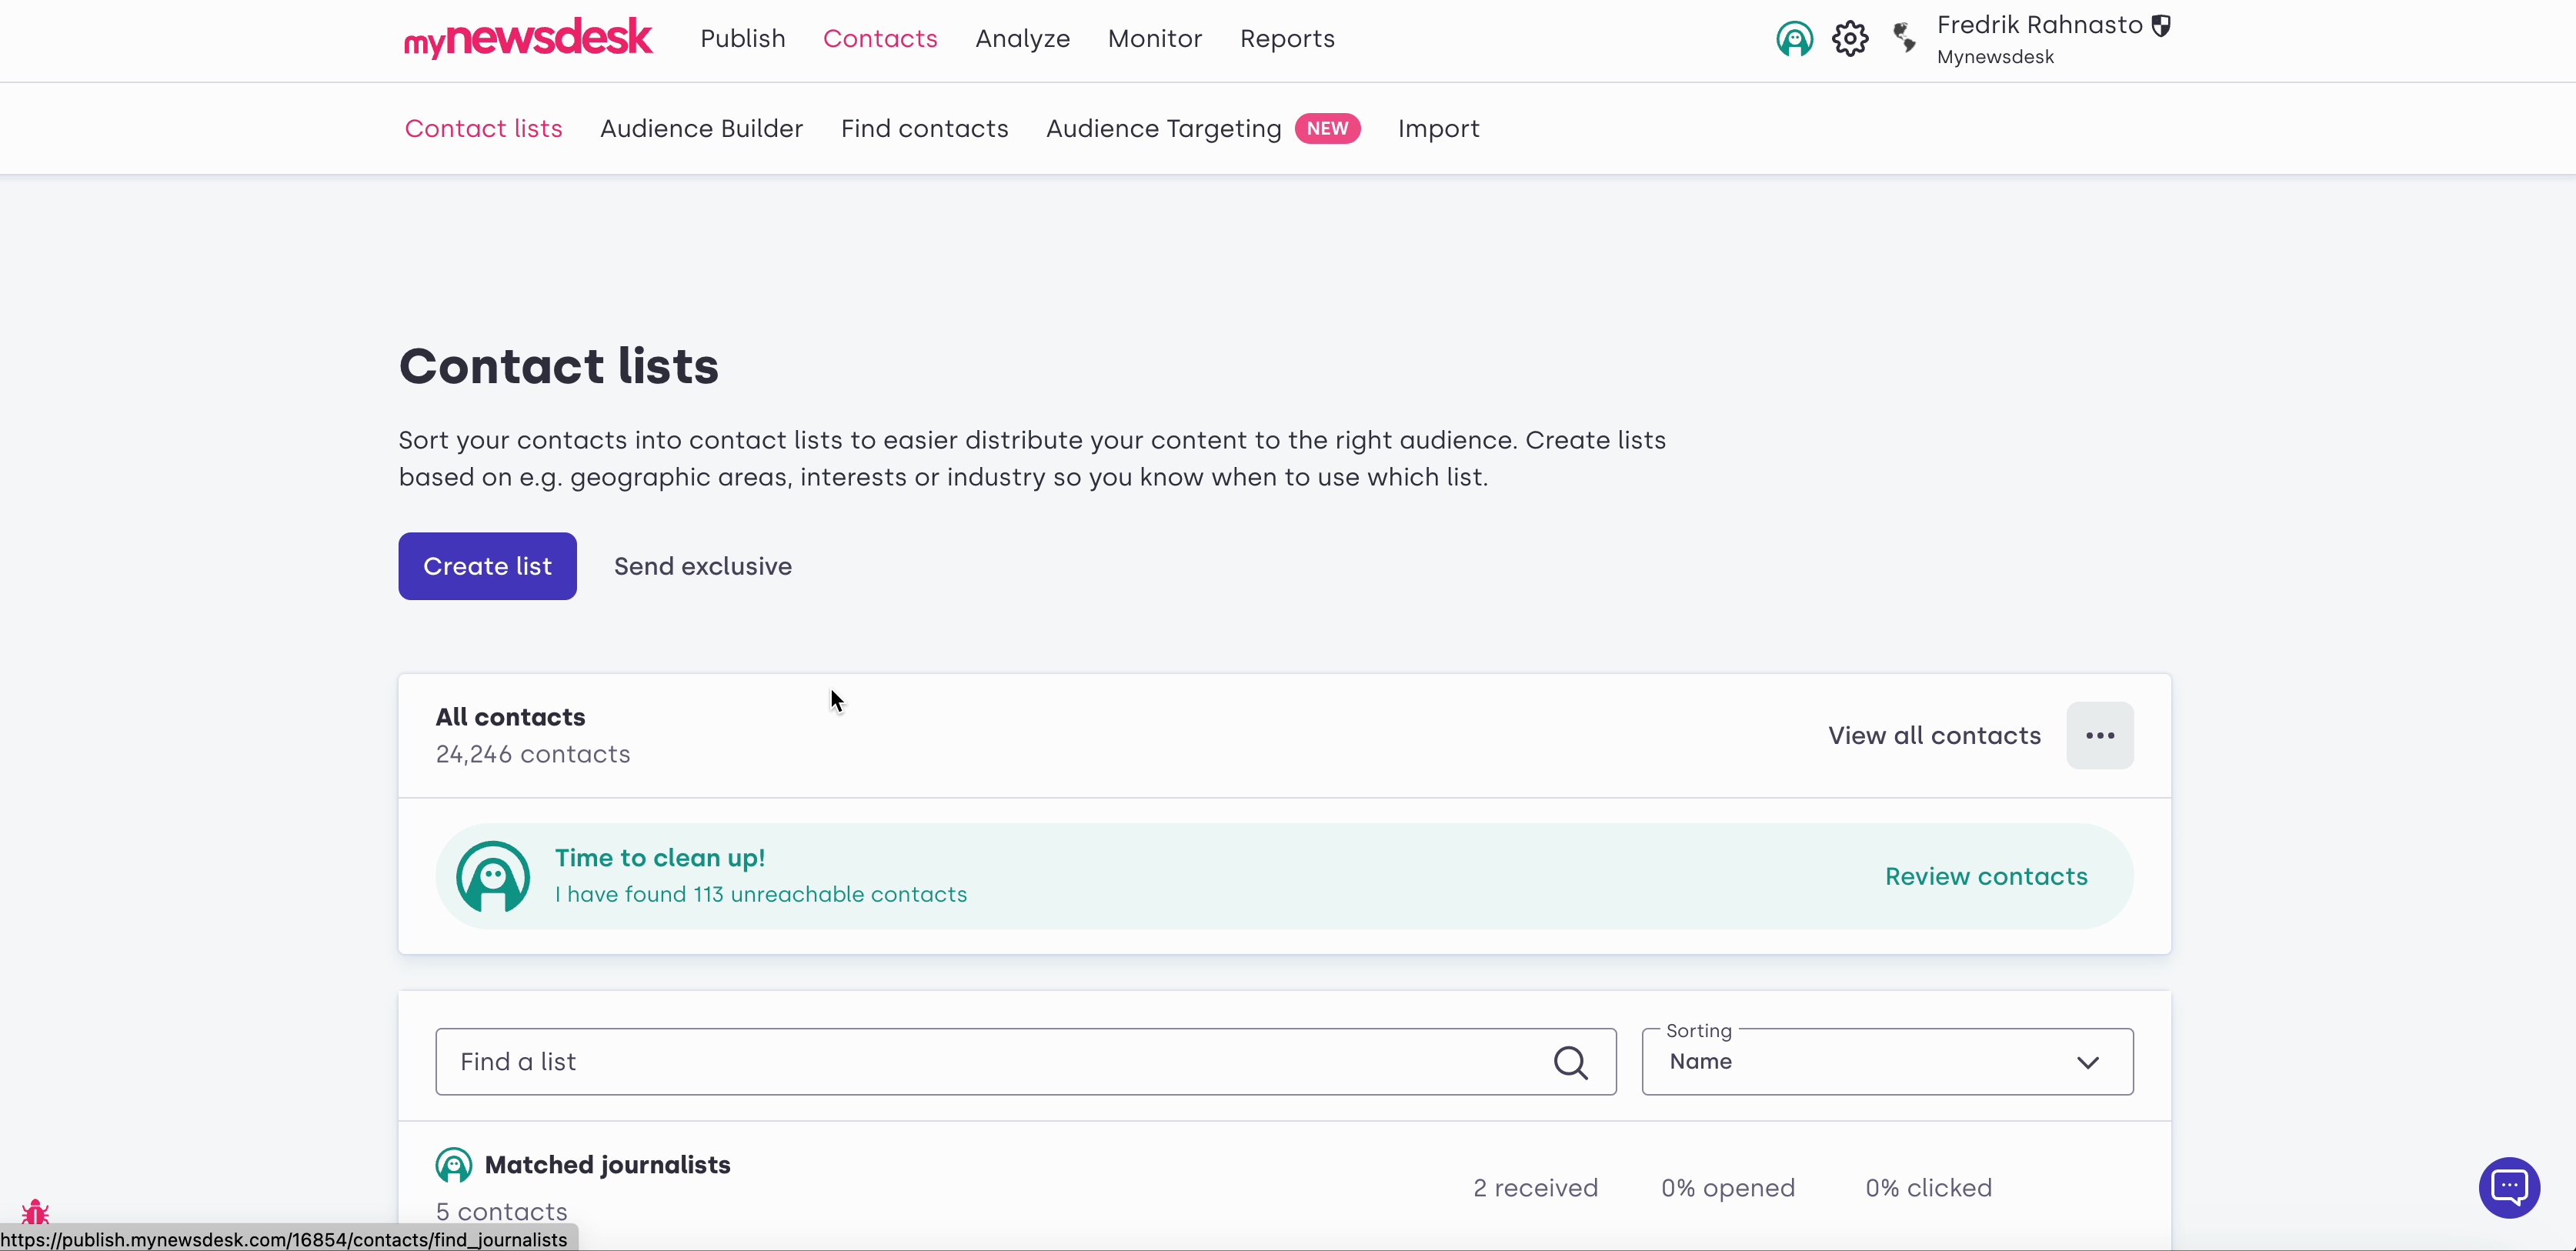 mynewsdesk
Publish
Contacts
Analyze
Monitor
Reports
Fredrik Rahnasto
Mynewsdesk
Contact lists
Audience Builder
Find contacts
Audience Targeting NEW
Import
Contact lists
Sort your contacts into contact lists to easier distribute your content to the right audience. Create lists
based on e.g. geographic areas, interests or industry so you know when to use which list.
Create list
Send exclusive
All contacts
24,246 contacts
View all contacts
Time to clean up!
I have found 113 unreachable contacts
Review contacts
Find a list
Sorting
Name
Matched journalists
5 contacts
2 received
0% opened
0% clicked
https://publish.mynewsdesk.com/16854/contacts/find_journalists